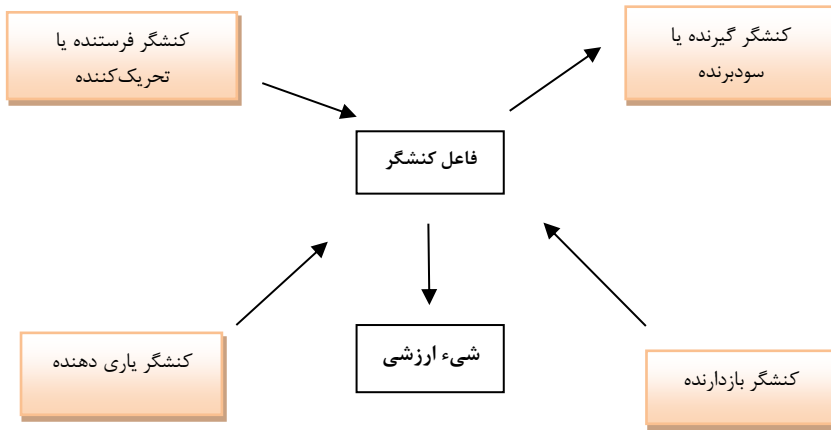 کنشگر گیرنده یا
سودبرنده
کنشگر فرستنده یا
تحریک‌کننده
فاعل کنشگر
کنشگر بازدارنده
شیء ارزشی
کنشگر یاری دهنده